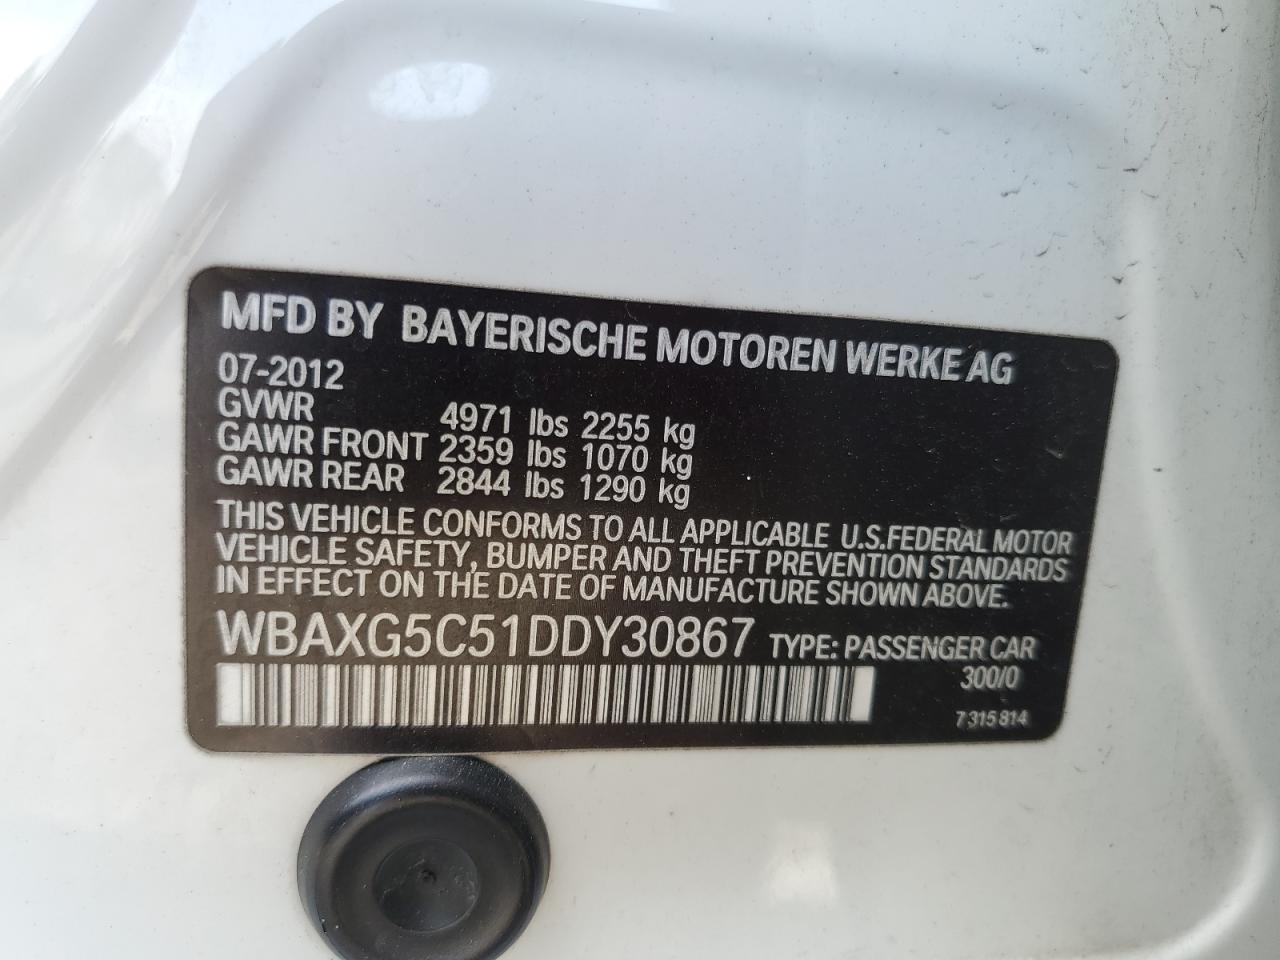 MFD BY BAYERISCHE MOTOREN WERKE AG
07-2012
GVWR 4971 lbs 2255 kg
GAWR FRONT 2359 lbs 1070 kg
GAWR REAR 2844 lbs 1290 kg
THIS VEHICLE CONFORMS TO ALL APPLICABLE U.S.FEDERAL MOTOR
VEHICLE SAFETY, BUMPER AND THEFT PREVENTION STANDARDS
IN EFFECT ON THE DATE OF MANUFACTURE SHOWN ABOVE.
WBAXG5C51DDY30867 TYPE: PASSENGER CAR
300/0
7 315 814